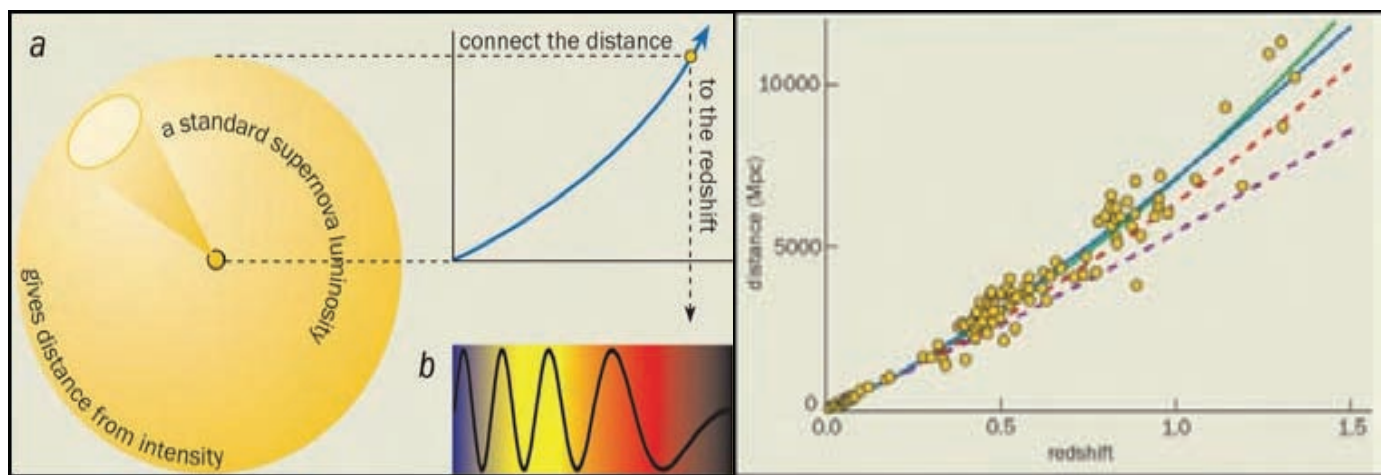 a
a standard supernova luminosity
gives distance from intensity
connect the distance
to the redshift
b
distance (Mpc)
10000
5000
0
0.0
0.5
1.0
1.5
redshift